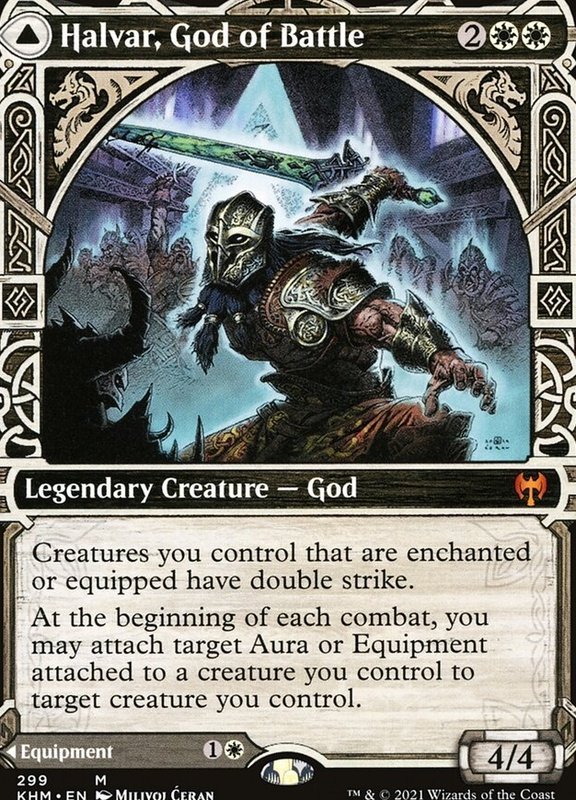 Halvar, God of Battle 2
Legendary Creature — God
Creatures you control that are enchanted
or equipped have double strike.
At the beginning of each combat, you
may attach target Aura or Equipment
attached to a creature you control to
target creature you control.
Equipment 1
4/4
299 M
KHM • EN Milivoj Ćeran ™ & © 2021 Wizards of the Coast